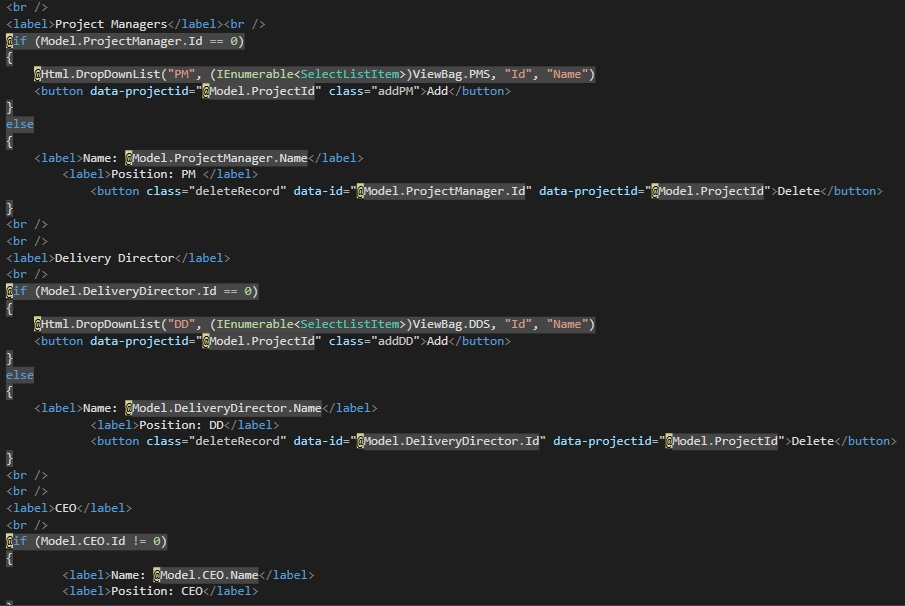 <br />
<label>Project Managers</label><br />
@if (Model.ProjectManager.Id == 0)
{
@Html.DropDownList("PM", (IEnumerable<SelectListItem>)ViewBag.PMS, "Id", "Name")
<button data-projectid="@Model.ProjectId" class="addPM">Add</button>
}
else
{
<label>Name: @Model.ProjectManager.Name</label>
<label>Position: PM </label>
<button class="deleteRecord" data-id="@Model.ProjectManager.Id" data-projectid="@Model.ProjectId">Delete</button>
}
<br />
<br />
<label>Delivery Director</label>
<br />
@if (Model.DeliveryDirector.Id == 0)
{
@Html.DropDownList("DD", (IEnumerable<SelectListItem>)ViewBag.DDS, "Id", "Name")
<button data-projectid="@Model.ProjectId" class="addDD">Add</button>
}
else
{
<label>Name: @Model.DeliveryDirector.Name</label>
<label>Position: DD</label>
<button class="deleteRecord" data-id="@Model.DeliveryDirector.Id" data-projectid="@Model.ProjectId">Delete</button>
}
<br />
<br />
<label>CEO</label>
<br />
@if (Model.CEO.Id != 0)
{
<label>Name: @Model.CEO.Name</label>
<label>Position: CEO</label>